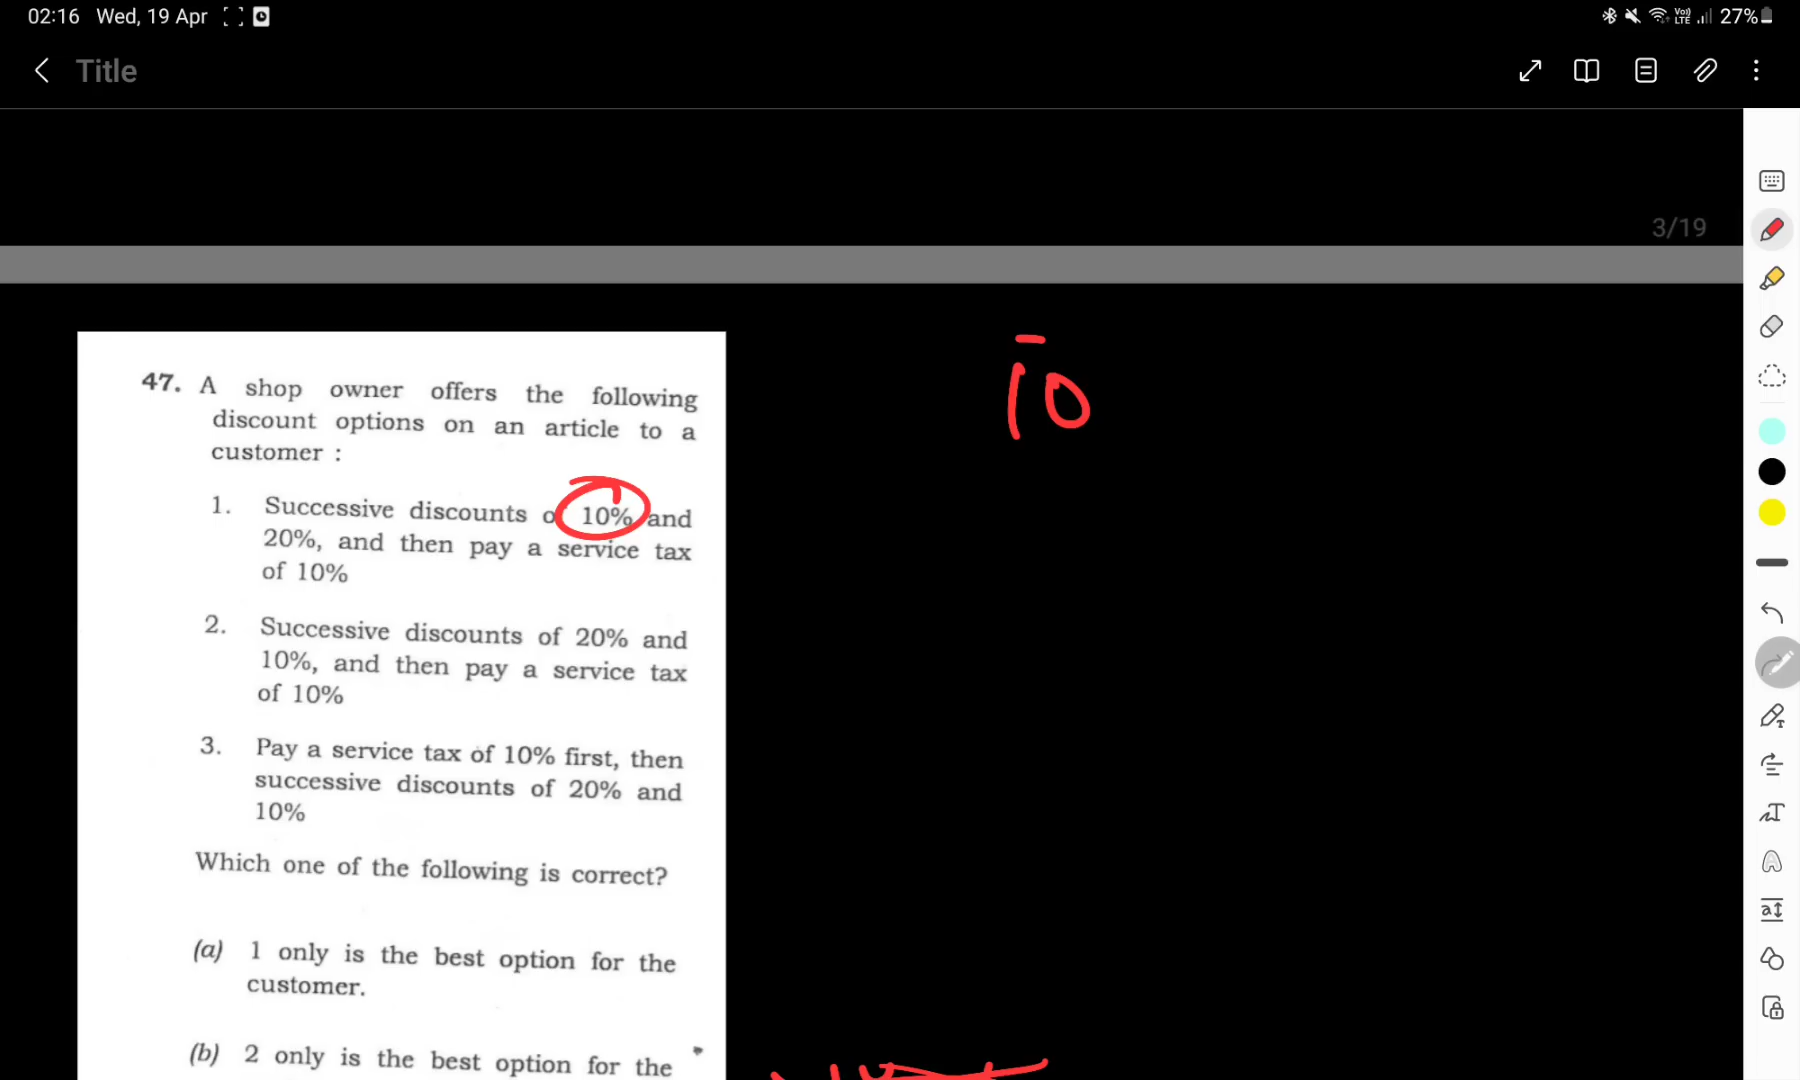 02:16 Wed, 19 Apr
27%
Title
3/19
10
47. A shop owner offers the following
discount options on an article to a
customer :
1. Successive discounts o 10% and
20%, and then pay a service tax
of 10%
2. Successive discounts of 20% and
10%, and then pay a service tax
of 10%
3. Pay a service tax of 10% first, then
successive discounts of 20% and
10%
Which one of the following is correct?
(a) 1 only is the best option for the
customer.
(b) 2 only is the best option for the